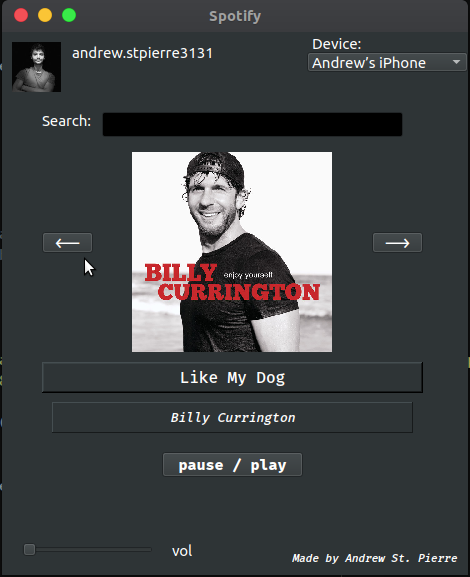 Spotify
andrew.stpierre3131
Device:
Andrew's iPhone
Search:
BILLY enjoy yourself
CURRINGTON
←
→
Like My Dog
Billy Currington
pause / play
vol
Made by Andrew St. Pierre